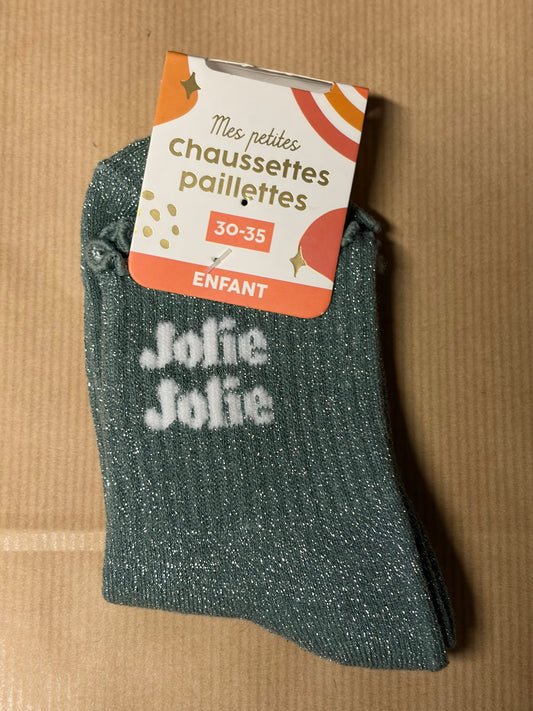 Mes petites
chaussettes
paillettes
30-35
ENFANT
Jolie
Jolie